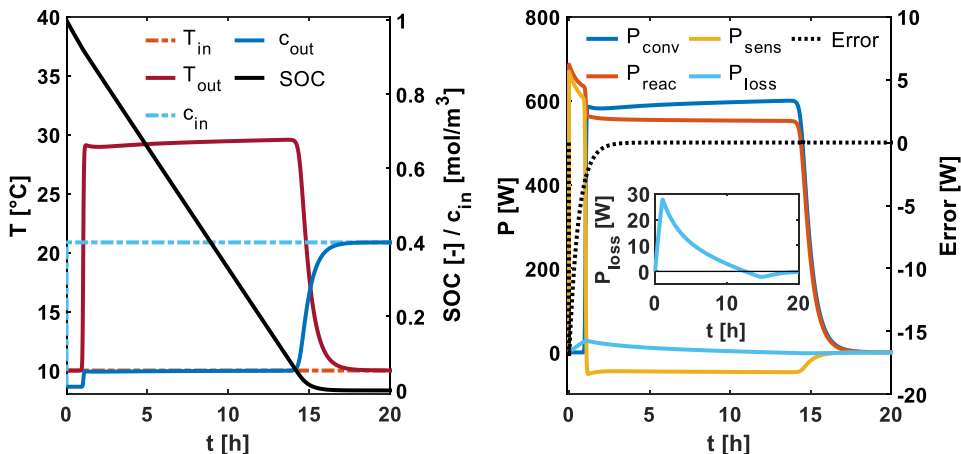 40
35
30
25
20
15
10
T [°C]
T_in
T_out
c_in
c_out
SOC
1
0.8
0.6
0.4
0.2
0
SOC [-] / c_in [mol/m^3]
0 5 10 15 20
t [h]
800
600
400
200
0
P [W]
P_conv
P_reac
P_sens
P_loss
Error
10
5
0
-5
-10
-15
-20
Error [W]
30
20
10
0
P_loss [W]
0 10 20
t [h]
0 5 10 15 20
t [h]